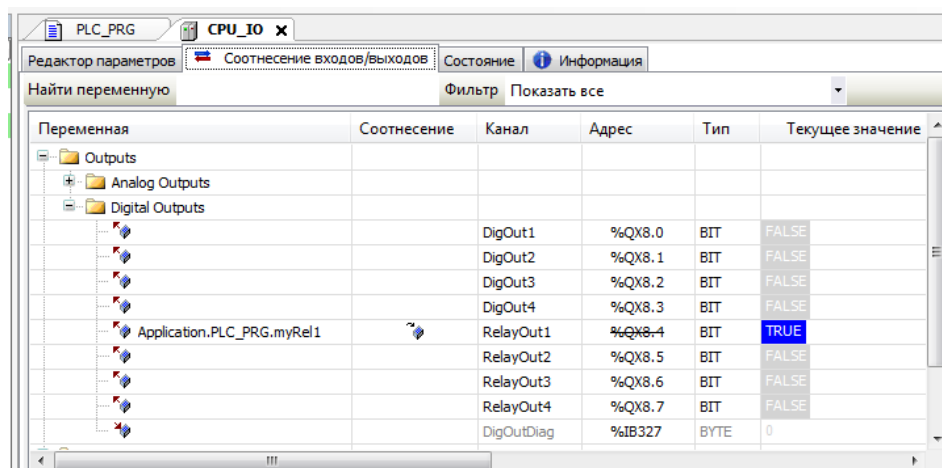 PLC_PRG CPU_IO
Редактор параметров Соотнесение входов/выходов Состояние Информация
Найти переменную Фильтр Показать все
Переменная Соотнесение Канал Адрес Тип Текущее значение
Outputs
Analog Outputs
Digital Outputs
DigOut1 %QX8.0 BIT FALSE
DigOut2 %QX8.1 BIT FALSE
DigOut3 %QX8.2 BIT FALSE
DigOut4 %QX8.3 BIT FALSE
Application.PLC_PRG.myRel1 RelayOut1 %QX8.4 BIT TRUE
RelayOut2 %QX8.5 BIT FALSE
RelayOut3 %QX8.6 BIT FALSE
RelayOut4 %QX8.7 BIT FALSE
DigOutDiag %IB327 BYTE 0